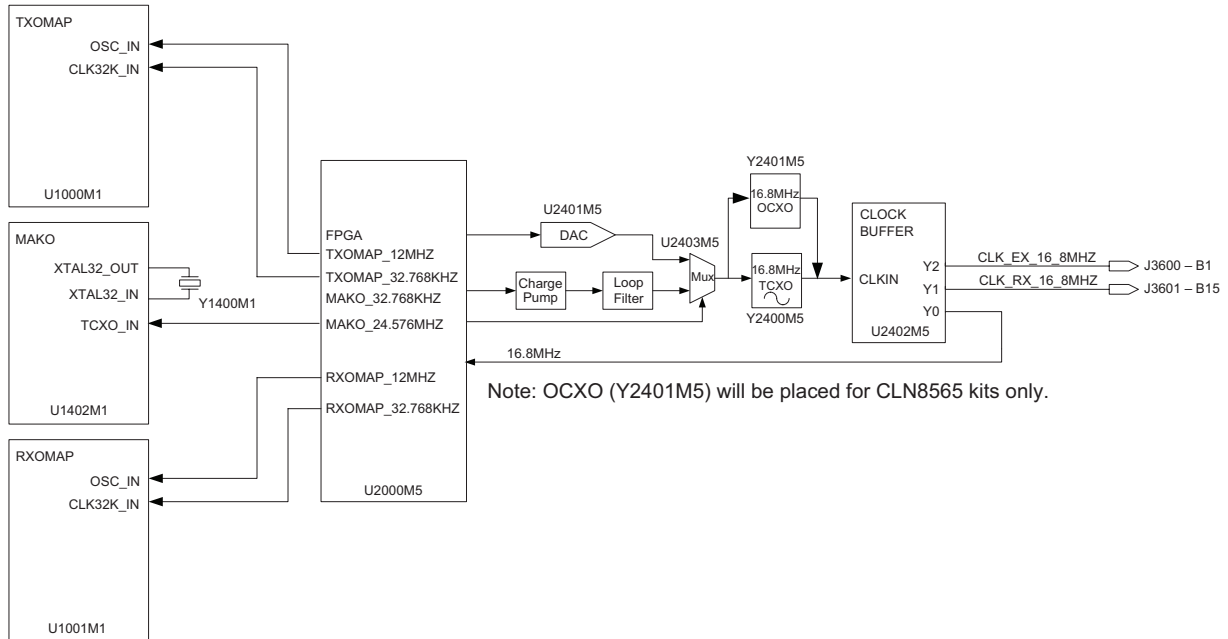 TXOMAP
OSC_IN
CLK32K_IN
U1000M1
MAKO
XTAL32_OUT
XTAL32_IN
Y1400M1
TCXO_IN
U1402M1
RXOMAP
OSC_IN
CLK32K_IN
U1001M1
FPGA
TXOMAP_12MHZ
TXOMAP_32.768KHZ
MAKO_32.768KHZ
MAKO_24.576MHZ
RXOMAP_12MHZ
RXOMAP_32.768KHZ
U2000M5
U2401M5
DAC
Charge
Pump
Loop
Filter
U2403M5
Mux
Y2401M5
16.8MHz
OCXO
16.8MHz
TCXO
Y2400M5
CLOCK
BUFFER
CLKIN
Y2
Y1
Y0
U2402M5
CLK_EX_16_8MHZ
J3600 – B1
CLK_RX_16_8MHZ
J3601 – B15
16.8MHz
Note: OCXO (Y2401M5) will be placed for CLN8565 kits only.